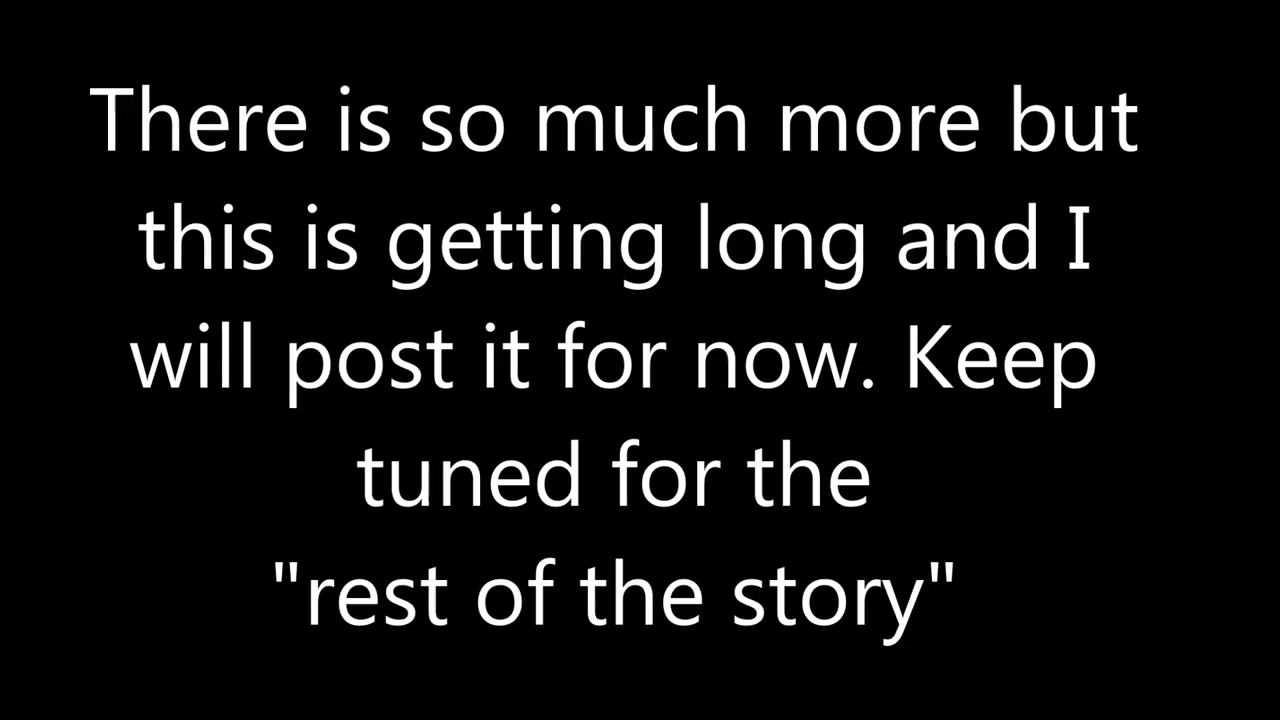 There is so much more but
this is getting long and I
will post it for now. Keep
tuned for the
"rest of the story"